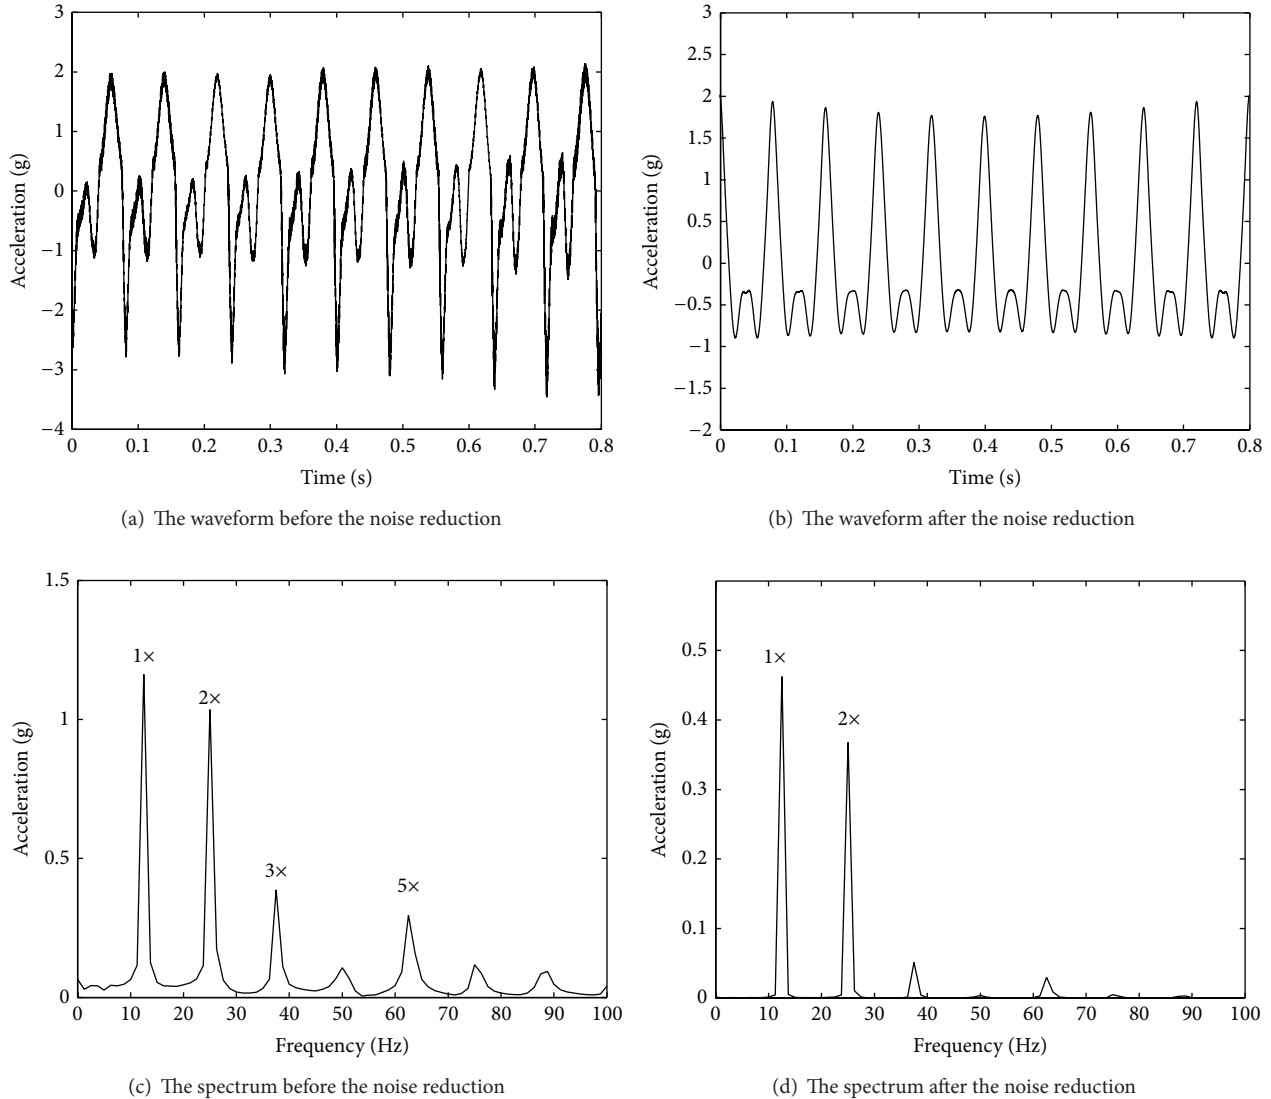 3
2
1
0
−1
−2
−3
−4
Acceleration (g)
0 0.1 0.2 0.3 0.4 0.5 0.6 0.7 0.8
Time (s)
(a) The waveform before the noise reduction
3
2.5
2
1.5
1
0.5
0
−0.5
−1
−1.5
−2
Acceleration (g)
0 0.1 0.2 0.3 0.4 0.5 0.6 0.7 0.8
Time (s)
(b) The waveform after the noise reduction
1.5
1
0.5
0
Acceleration (g)
1×
2×
3×
5×
0 10 20 30 40 50 60 70 80 90 100
Frequency (Hz)
(c) The spectrum before the noise reduction
0.5
0.4
0.3
0.2
0.1
0
Acceleration (g)
1×
2×
0 10 20 30 40 50 60 70 80 90 100
Frequency (Hz)
(d) The spectrum after the noise reduction